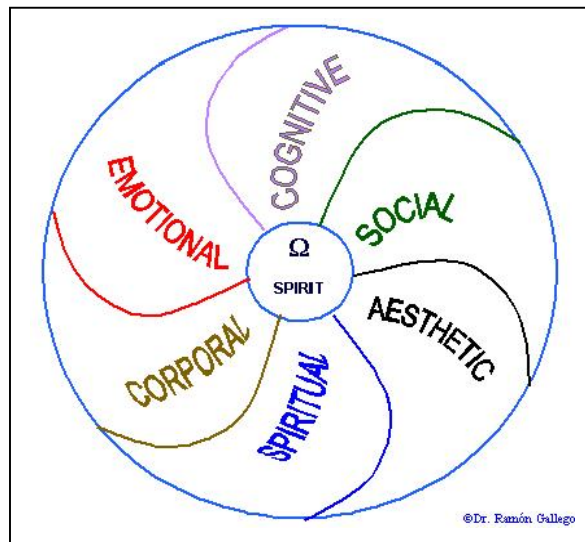 COGNITIVE
SOCIAL
AESTHETIC
SPIRITUAL
CORPORAL
EMOTIONAL
Ω
SPIRIT
©Dr. Ramón Gallego